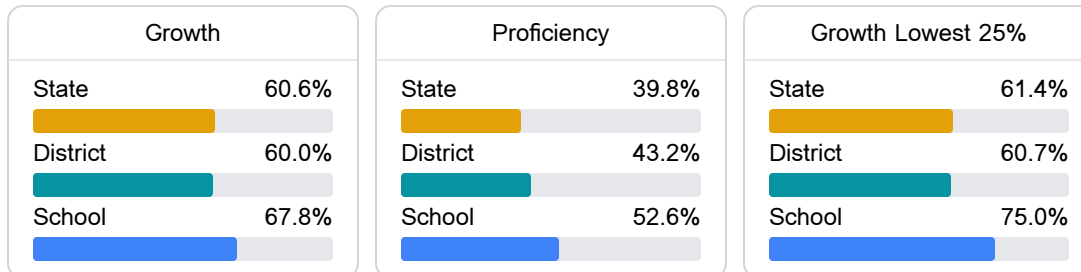 Growth
State 60.6%
District 60.0%
School 67.8%
Proficiency
State 39.8%
District 43.2%
School 52.6%
Growth Lowest 25%
State 61.4%
District 60.7%
School 75.0%